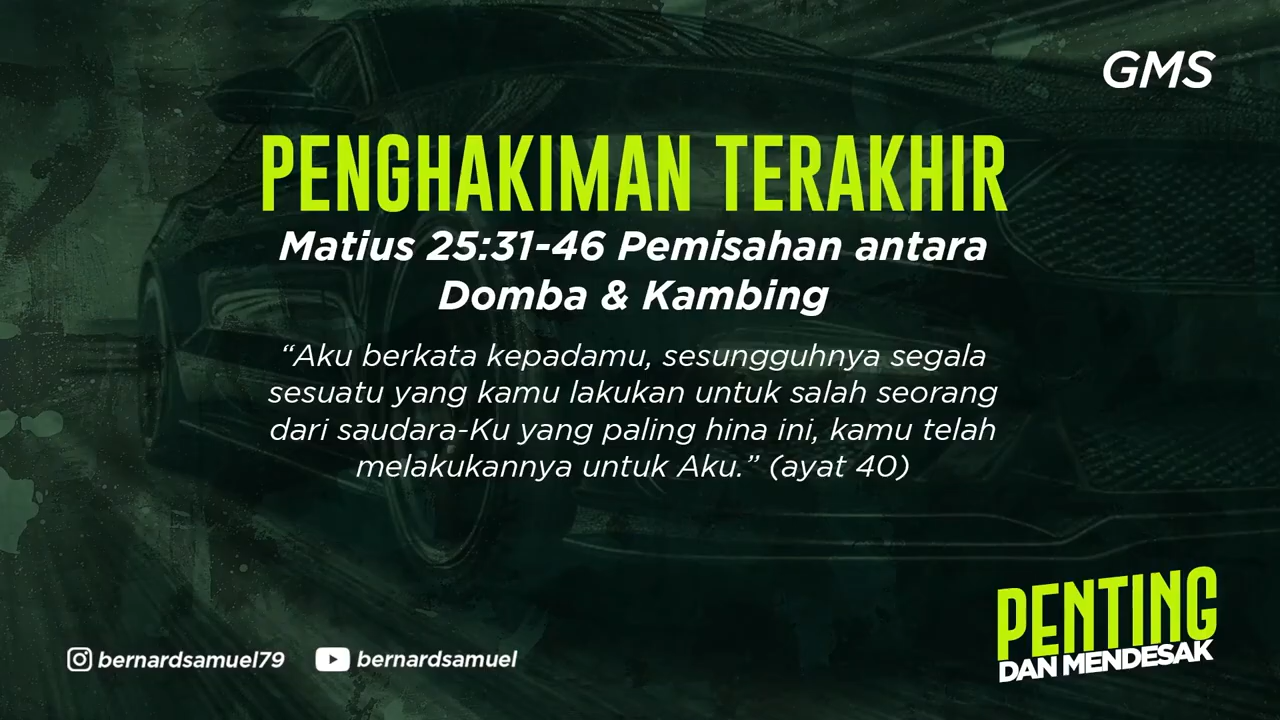 GMS
PENGHAKIMAN TERAKHIR
Matius 25:31-46 Pemisahan antara
Domba & Kambing
“Aku berkata kepadamu, sesungguhnya segala
sesuatu yang kamu lakukan untuk salah seorang
dari saudara-Ku yang paling hina ini, kamu telah
melakukannya untuk Aku.” (ayat 40)
PENTING
DAN MENDESAK
bernardsamuel79 bernardsamuel